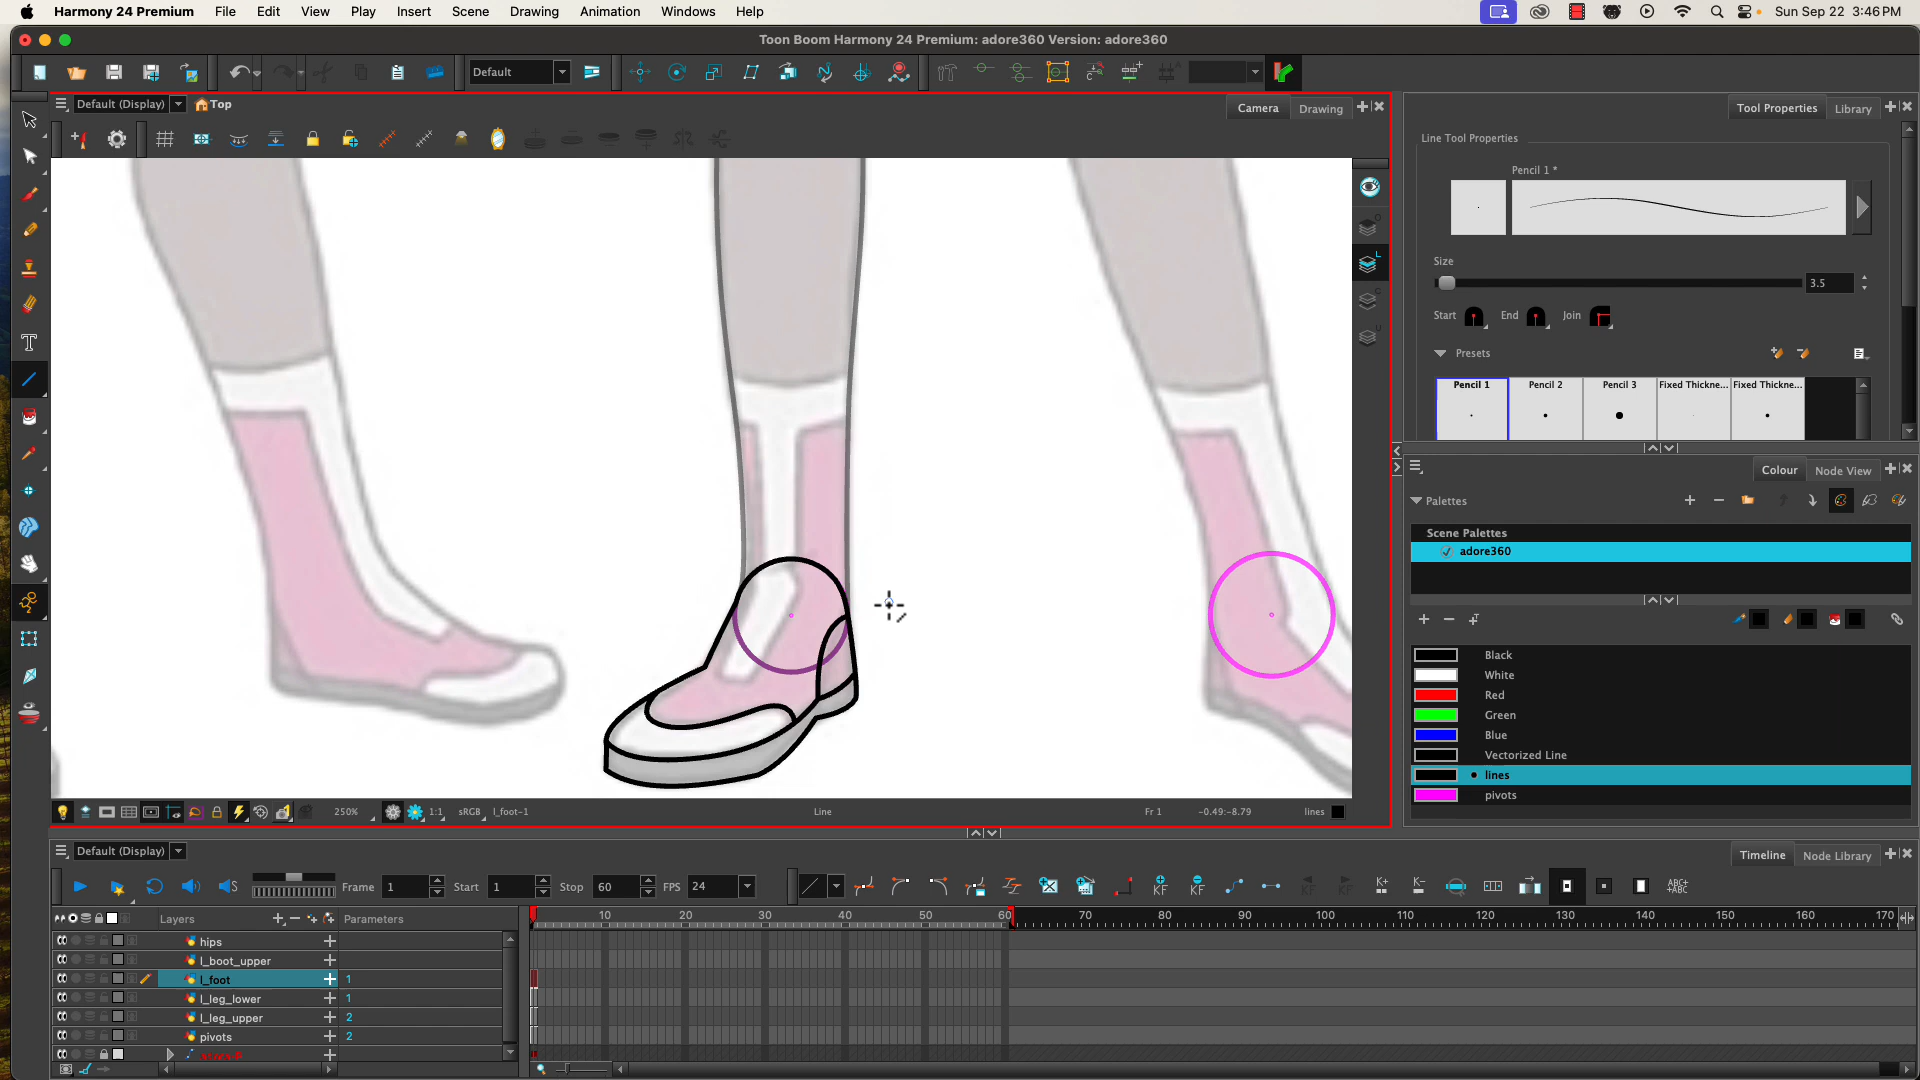 Harmony 24 Premium File Edit View Play Insert Scene Drawing Animation Windows Help Sun Sep 22 3:46 PM
Toon Boom Harmony 24 Premium: adore360 Version: adore360
Default
Default (Display) Top Camera Drawing
Tool Properties Library
Line Tool Properties
Pencil 1 *
Size
3.5
Start End Join
Presets
Pencil 1 Pencil 2 Pencil 3 Fixed Thickne... Fixed Thickne...
Colour Node View
Palettes
Scene Palettes
adore360
Black
White
Red
Green
Blue
Vectorized Line
lines
pivots
250% 1:1 sRGB l_foot-1 Line Fr 1 -0.49:-8.79 lines
Default (Display) Timeline Node Library
Frame 1 Start 1 Stop 60 FPS 24 KF KF KF KF ABC+ +ABC
Layers Parameters 10 20 30 40 50 60 70 80 90 100 110 120 130 140 150 160 170
hips
l_boot_upper
l_foot 1
l_leg_lower 1
l_leg_upper 2
pivots 2